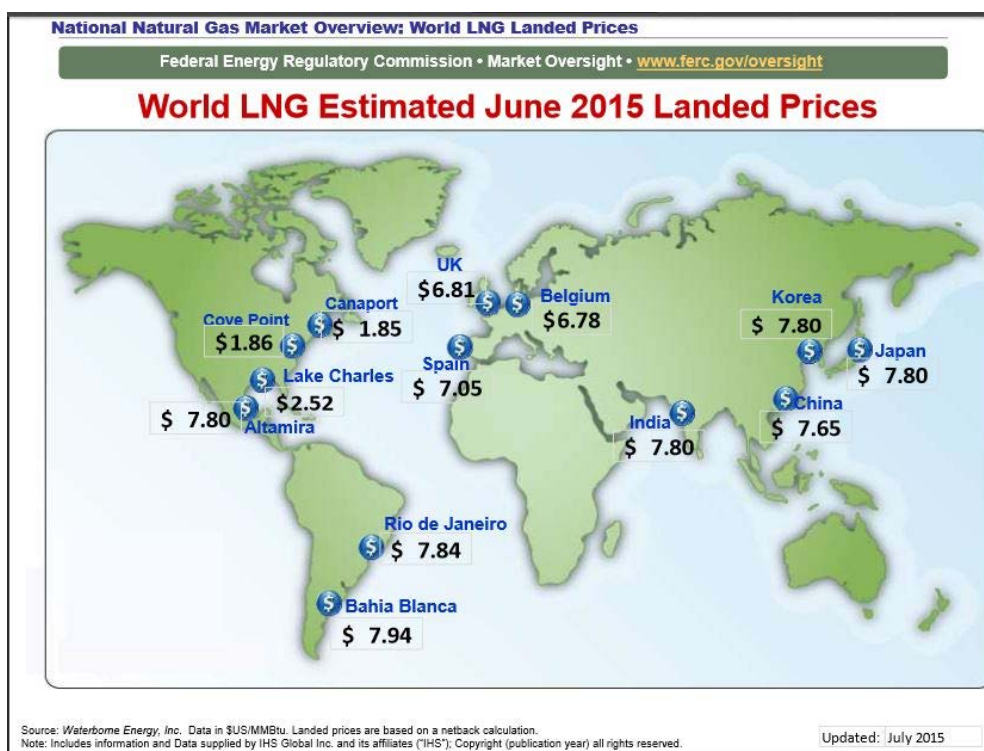 National Natural Gas Market Overview: World LNG Landed Prices
Federal Energy Regulatory Commission • Market Oversight • www.ferc.gov/oversight
World LNG Estimated June 2015 Landed Prices
UK
$6.81
Belgium
$6.78
Canaport
$ 1.85
Cove Point
$1.86
Korea
$ 7.80
Japan
$ 7.80
Spain
$ 7.05
Lake Charles
$2.52
$ 7.80
Altamira
China
$ 7.65
India
$ 7.80
Rio de Janeiro
$ 7.84
Bahia Blanca
$ 7.94
Source: Waterborne Energy, Inc. Data in $US/MMBtu. Landed prices are based on a netback calculation.
Note: Includes information and Data supplied by IHS Global Inc. and its affiliates ("IHS"); Copyright (publication year) all rights reserved.
Updated: July 2015